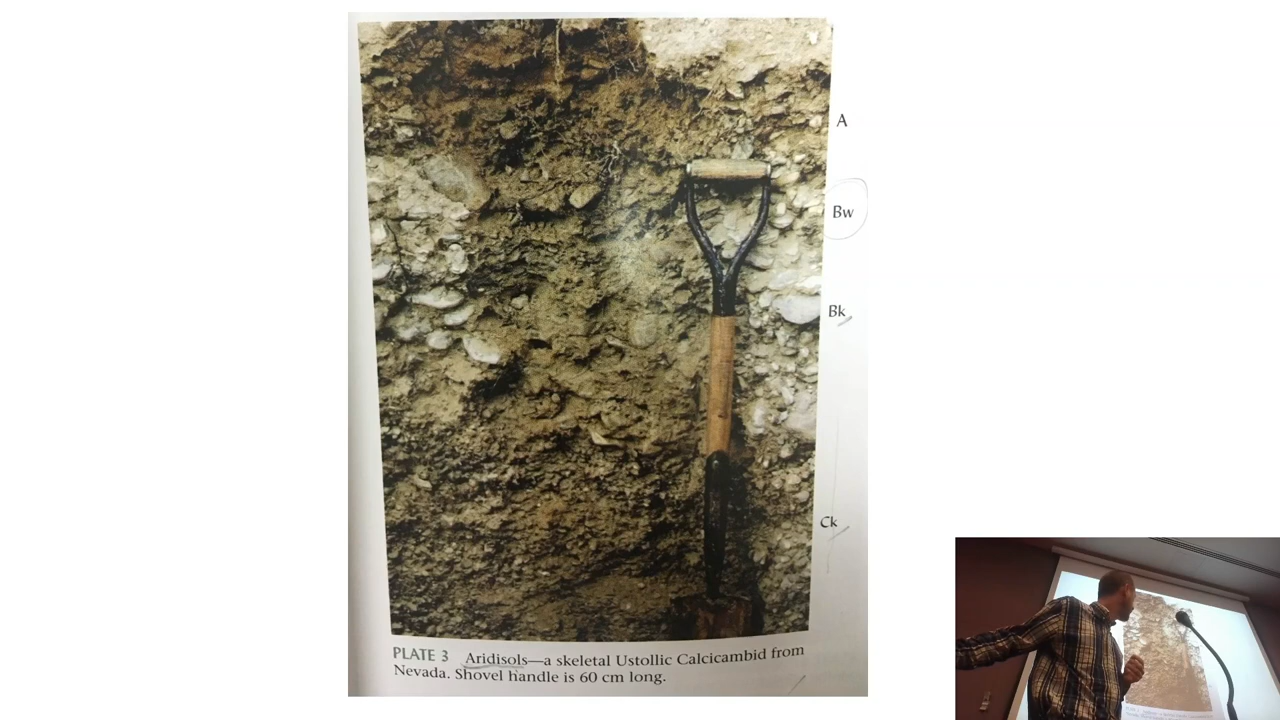 A
Bw
Bk
Ck
PLATE 3 Aridisols—a skeletal Ustollic Calcicambid from
Nevada. Shovel handle is 60 cm long.